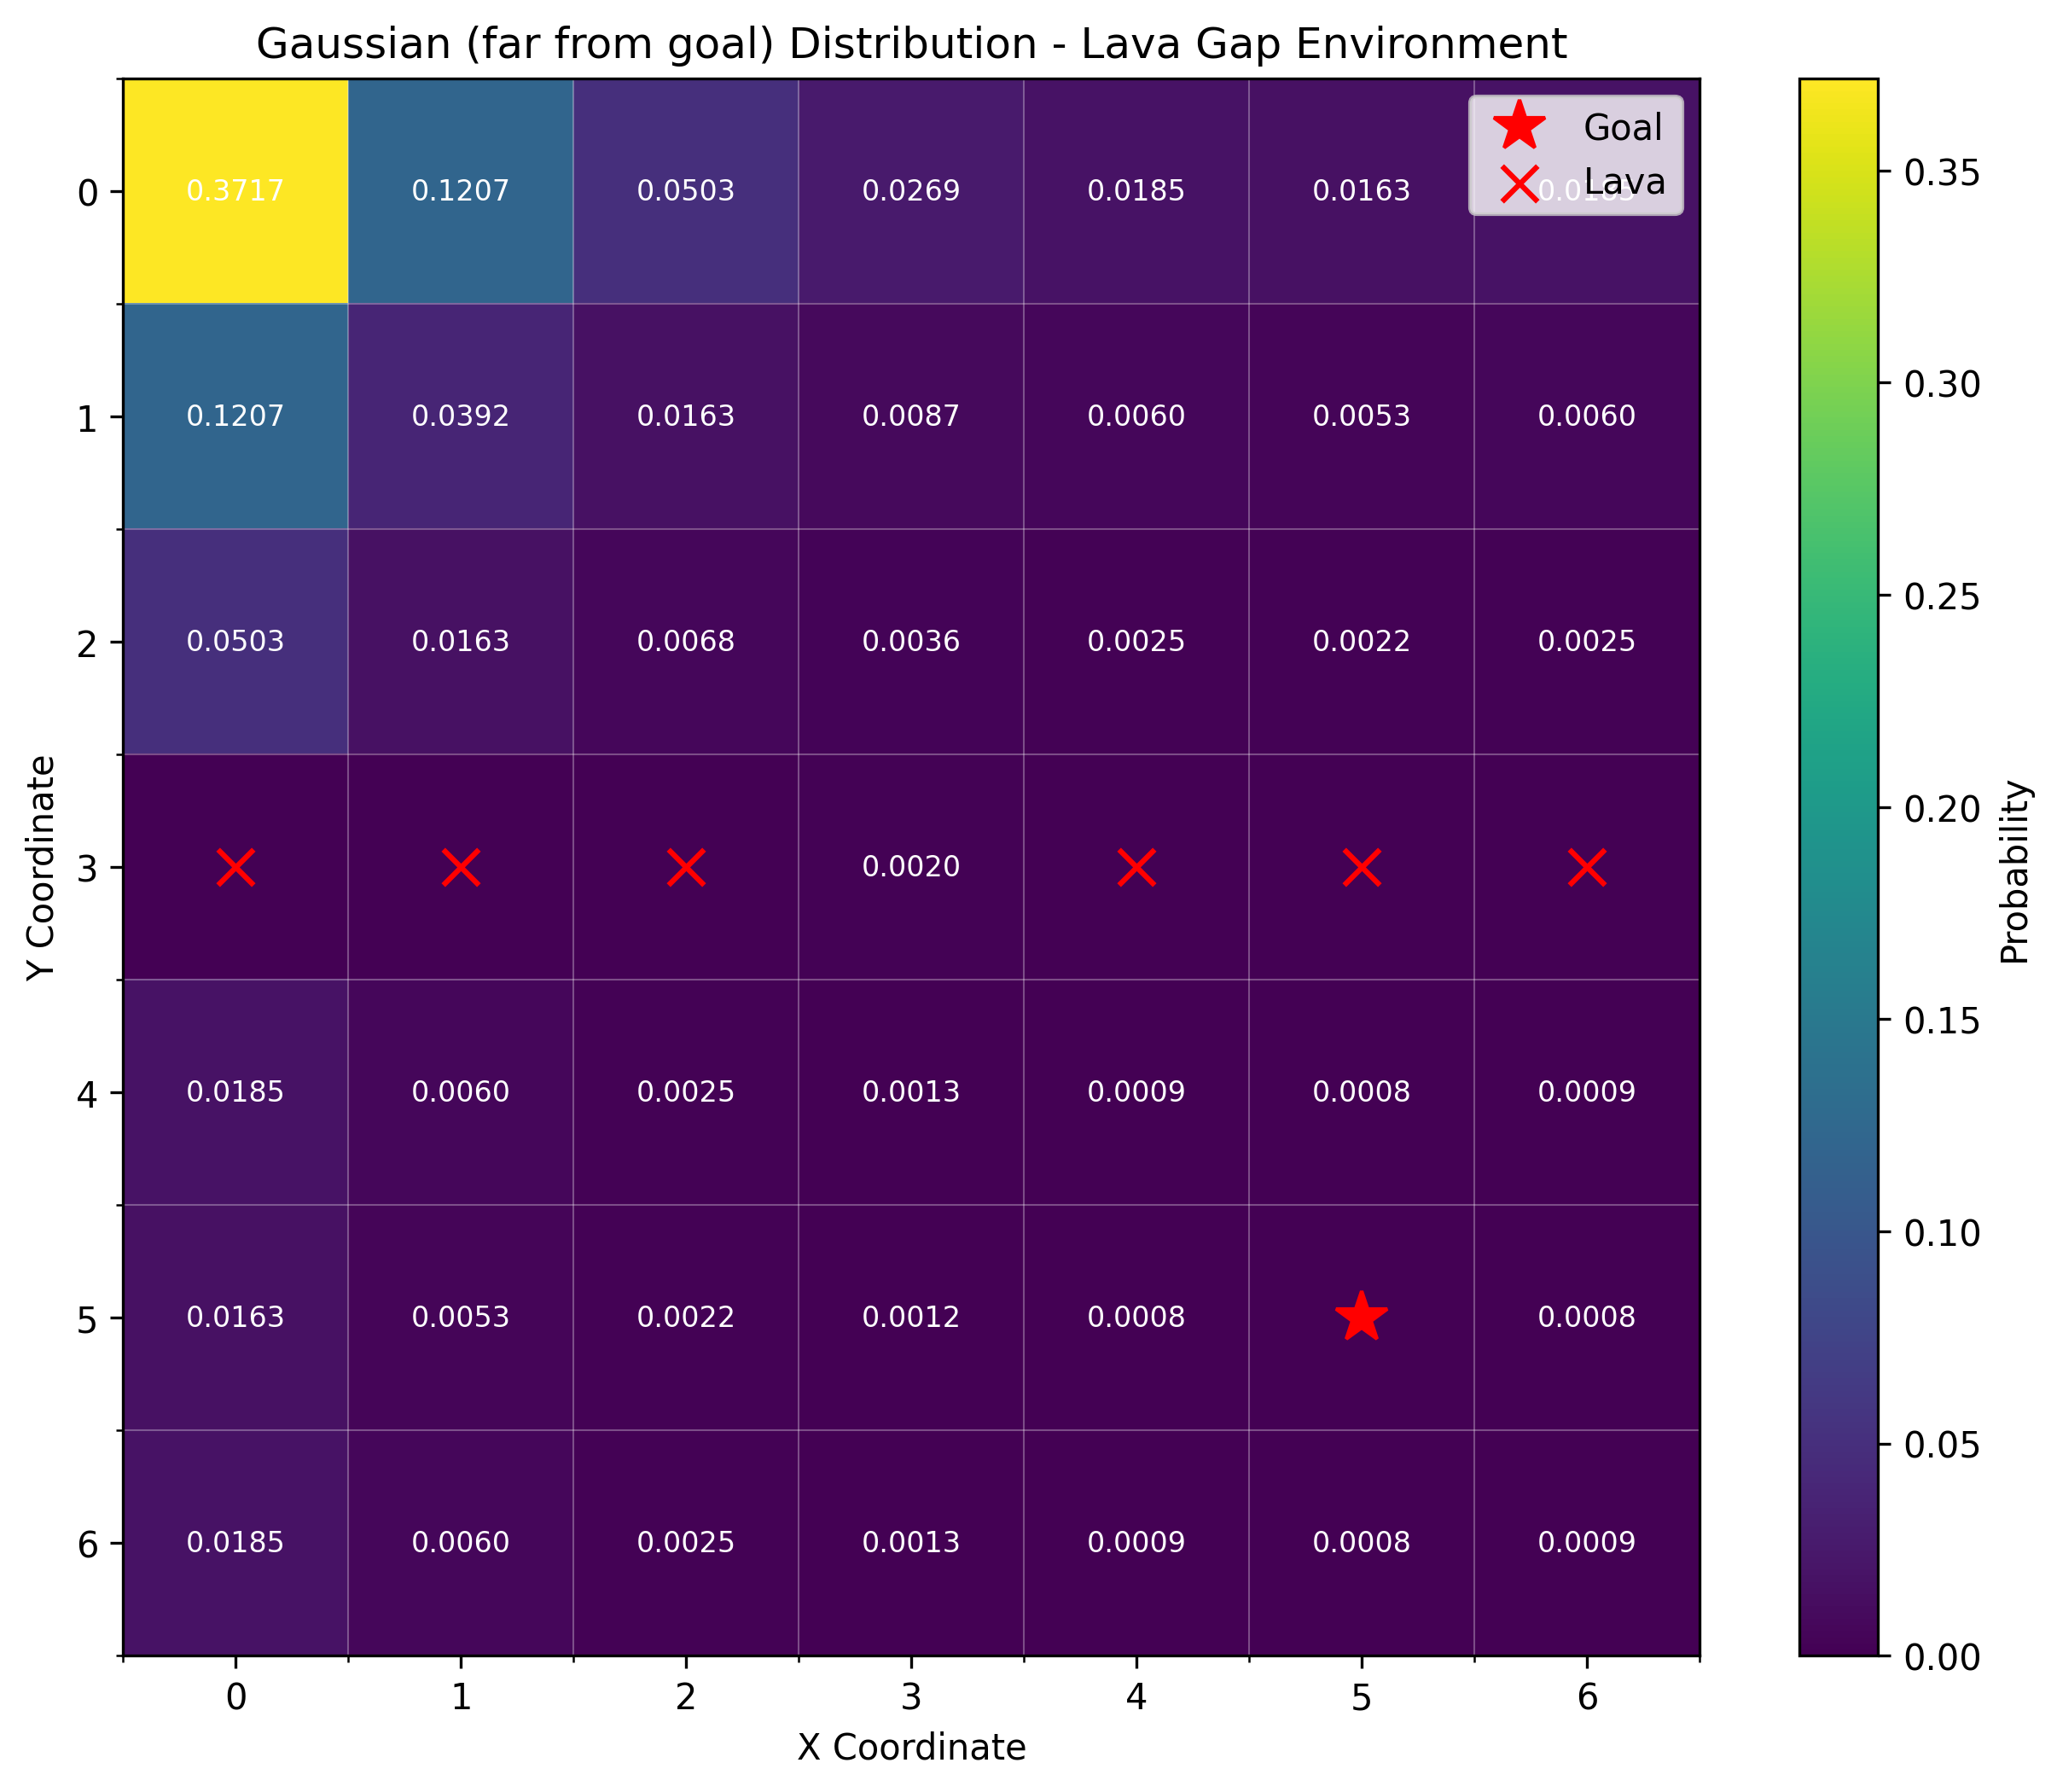 Gaussian (far from goal) Distribution - Lava Gap Environment
Goal
Lava
0 0.3717 0.1207 0.0503 0.0269 0.0185 0.0163
1 0.1207 0.0392 0.0163 0.0087 0.0060 0.0053 0.0060
2 0.0503 0.0163 0.0068 0.0036 0.0025 0.0022 0.0025
3 0.0020
4 0.0185 0.0060 0.0025 0.0013 0.0009 0.0008 0.0009
5 0.0163 0.0053 0.0022 0.0012 0.0008 0.0008
6 0.0185 0.0060 0.0025 0.0013 0.0009 0.0008 0.0009
0 1 2 3 4 5 6
X Coordinate
Y Coordinate
0.35
0.30
0.25
0.20
0.15
0.10
0.05
0.00
Probability